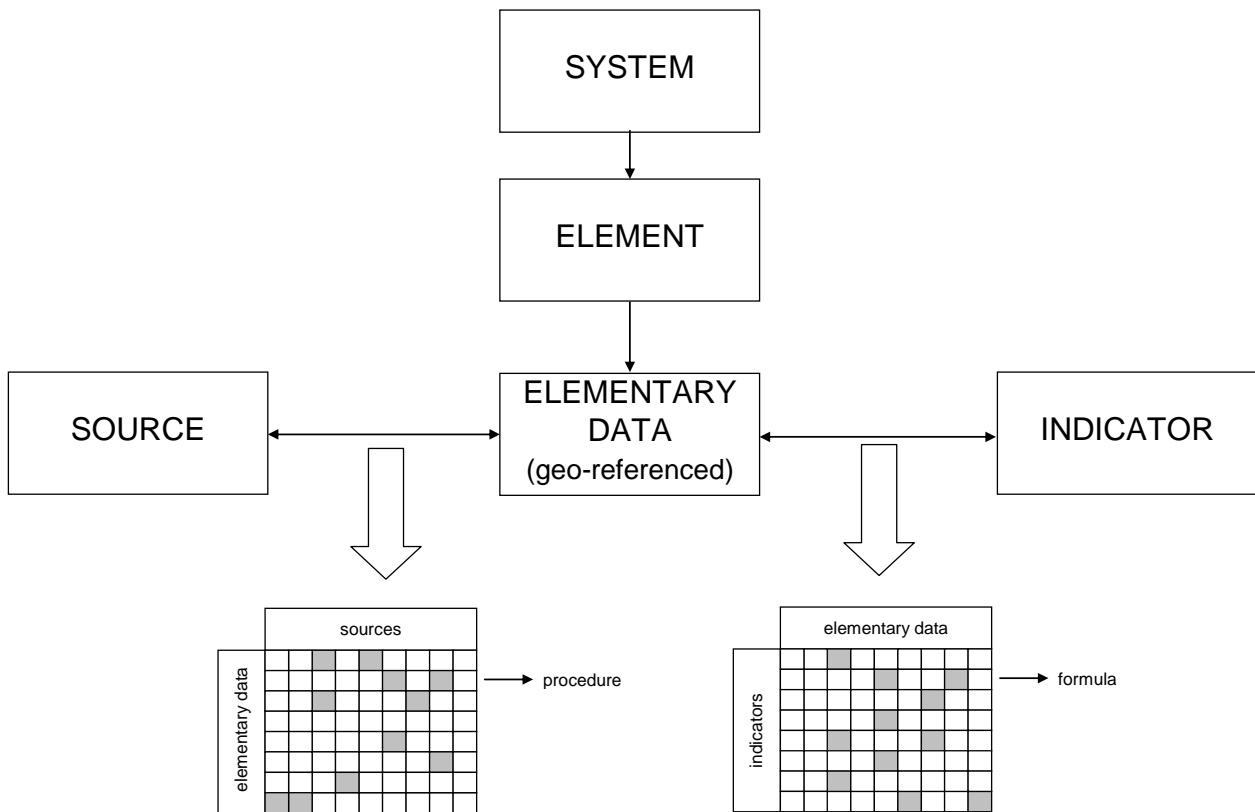 SYSTEM
ELEMENT
SOURCE
ELEMENTARY
DATA
(geo-referenced)
INDICATOR
sources
elementary data
procedure
elementary data
indicators
formula